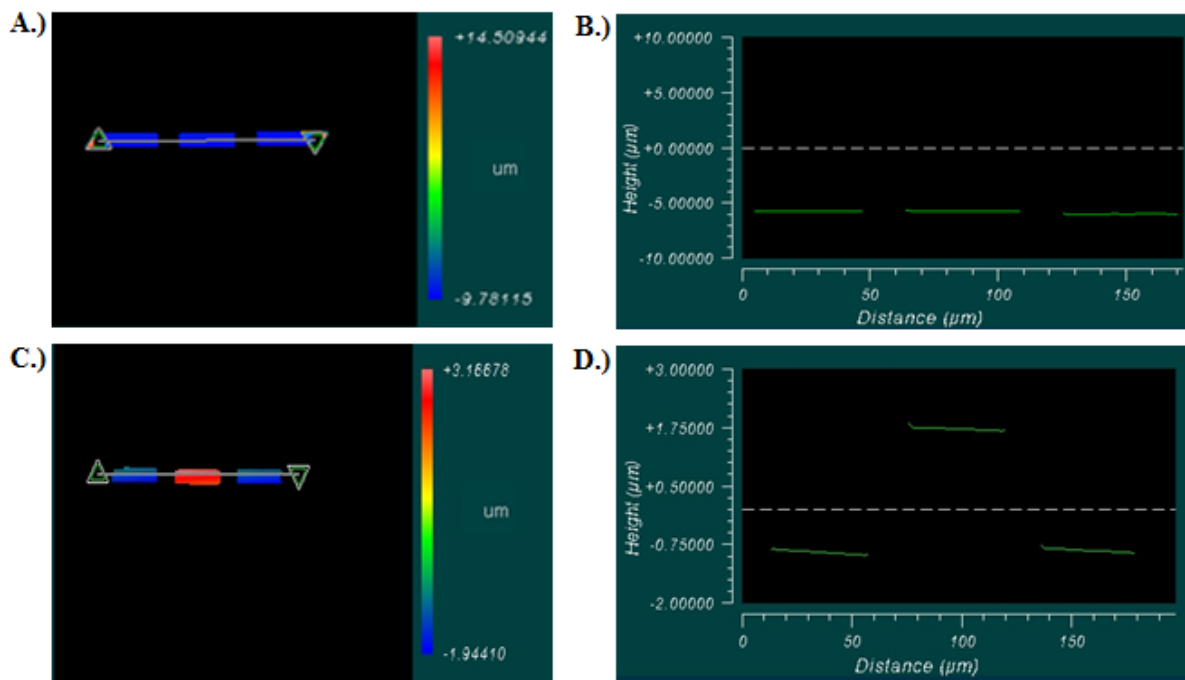 A.)
+14.50944
um
-9.78115
B.)
+10.00000
+5.00000
+0.00000
-5.00000
-10.00000
Height (µm)
0 50 100 150
Distance (µm)
C.)
+3.16678
um
-1.94410
D.)
+3.00000
+1.75000
+0.50000
-0.75000
-2.00000
Height (µm)
0 50 100 150
Distance (µm)